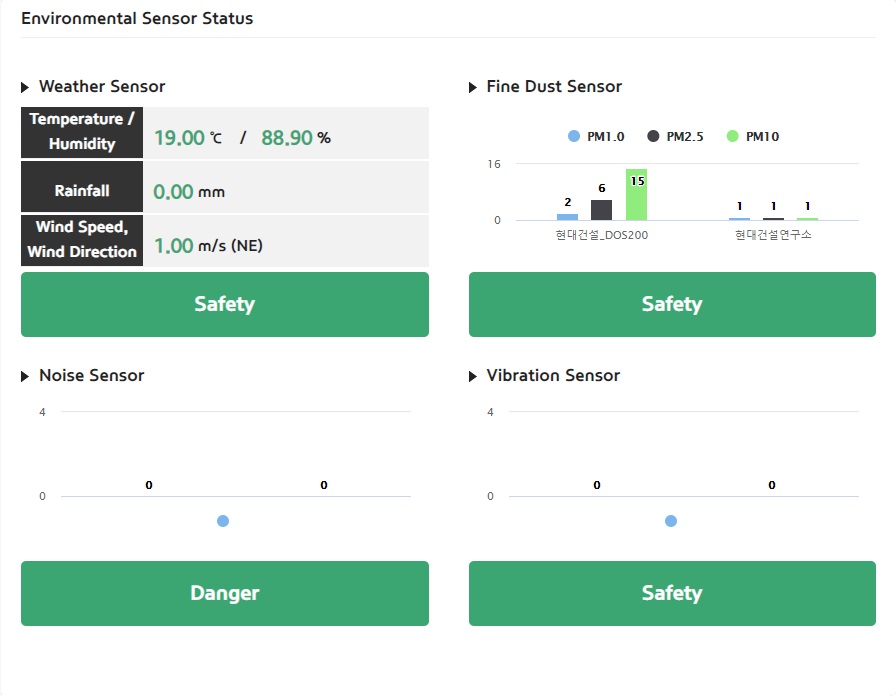 Environmental Sensor Status
Weather Sensor
Temperature /
Humidity
19.00 ℃ / 88.90 %
Rainfall
0.00 mm
Wind Speed,
Wind Direction
1.00 m/s (NE)
Safety
Fine Dust Sensor
PM1.0 PM2.5 PM10
16
15
6
2
1 1 1
0
현대건설_DOS200 현대건설연구소
Safety
Noise Sensor
4
0 0
0
Danger
Vibration Sensor
4
0 0
0
Safety